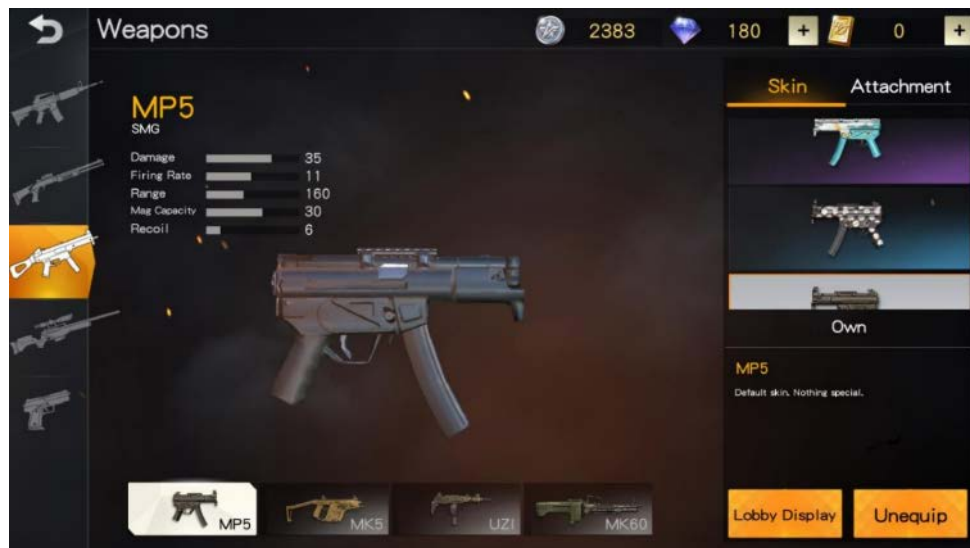 Weapons
2383
180
+
0
+
Skin
Attachment
MP5
SMG
Damage 35
Firing Rate 11
Range 160
Mag Capacity 30
Recoil 6
Own
MP5
Default skin. Nothing special.
MP5
MK5
UZI
MK60
Lobby Display
Unequip